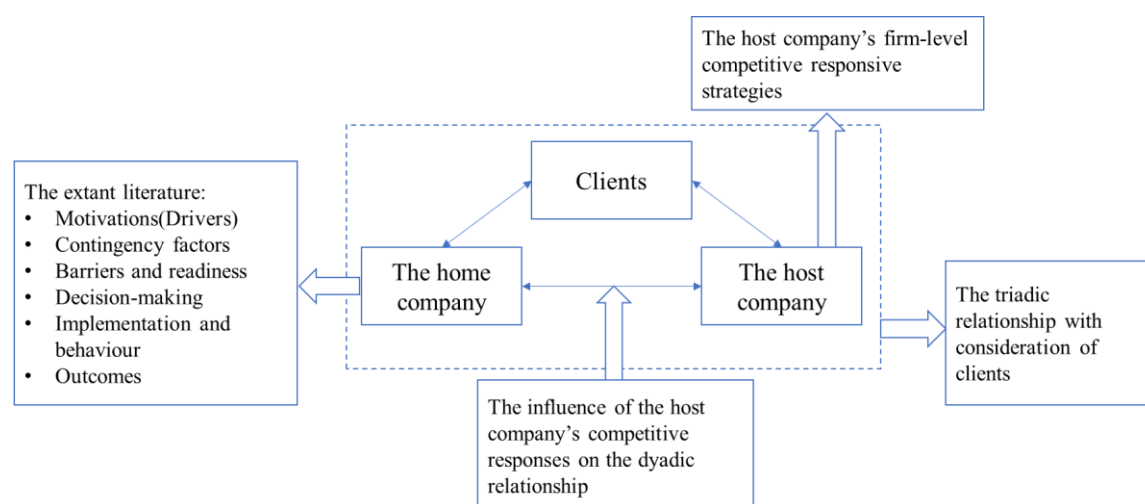 The host company's firm-level
competitive responsive
strategies
Clients
The extant literature:
• Motivations(Drivers)
• Contingency factors
• Barriers and readiness
• Decision-making
• Implementation and
behaviour
• Outcomes
The home
company
The host
company
The triadic
relationship with
consideration of
clients
The influence of the host
company's competitive
responses on the dyadic
relationship